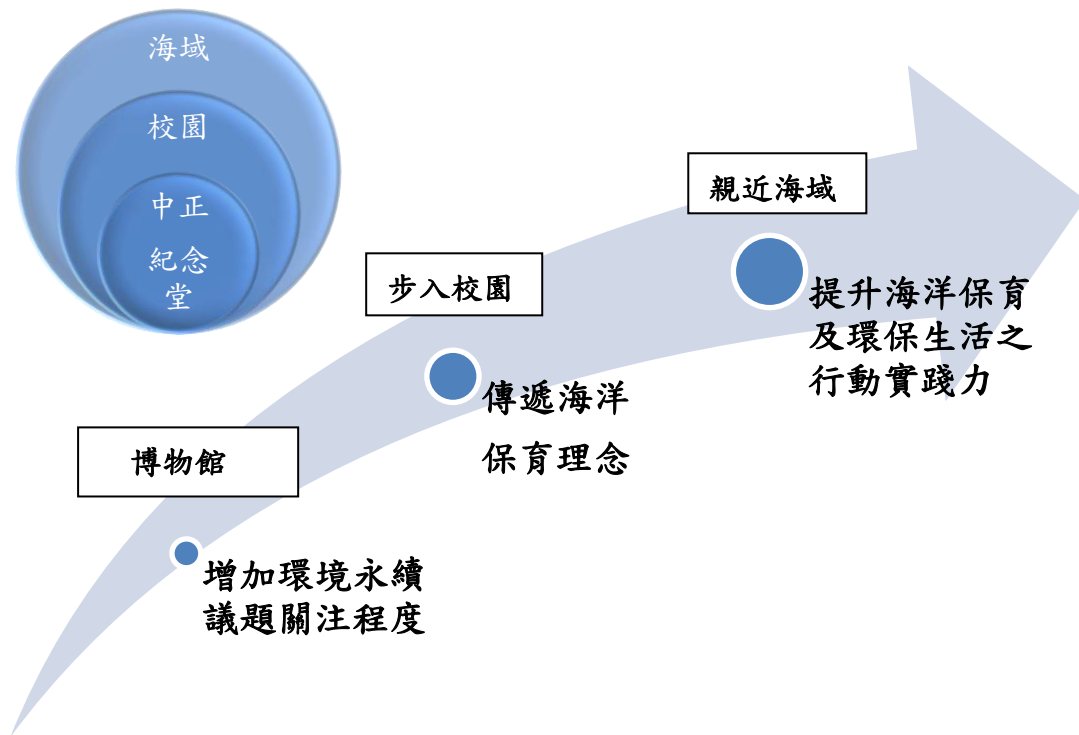 海域
校園
中正
紀念
堂
親近海域
提升海洋保育
及環保生活之
行動實踐力
步入校園
傳遞海洋
保育理念
博物館
增加環境永續
議題關注程度